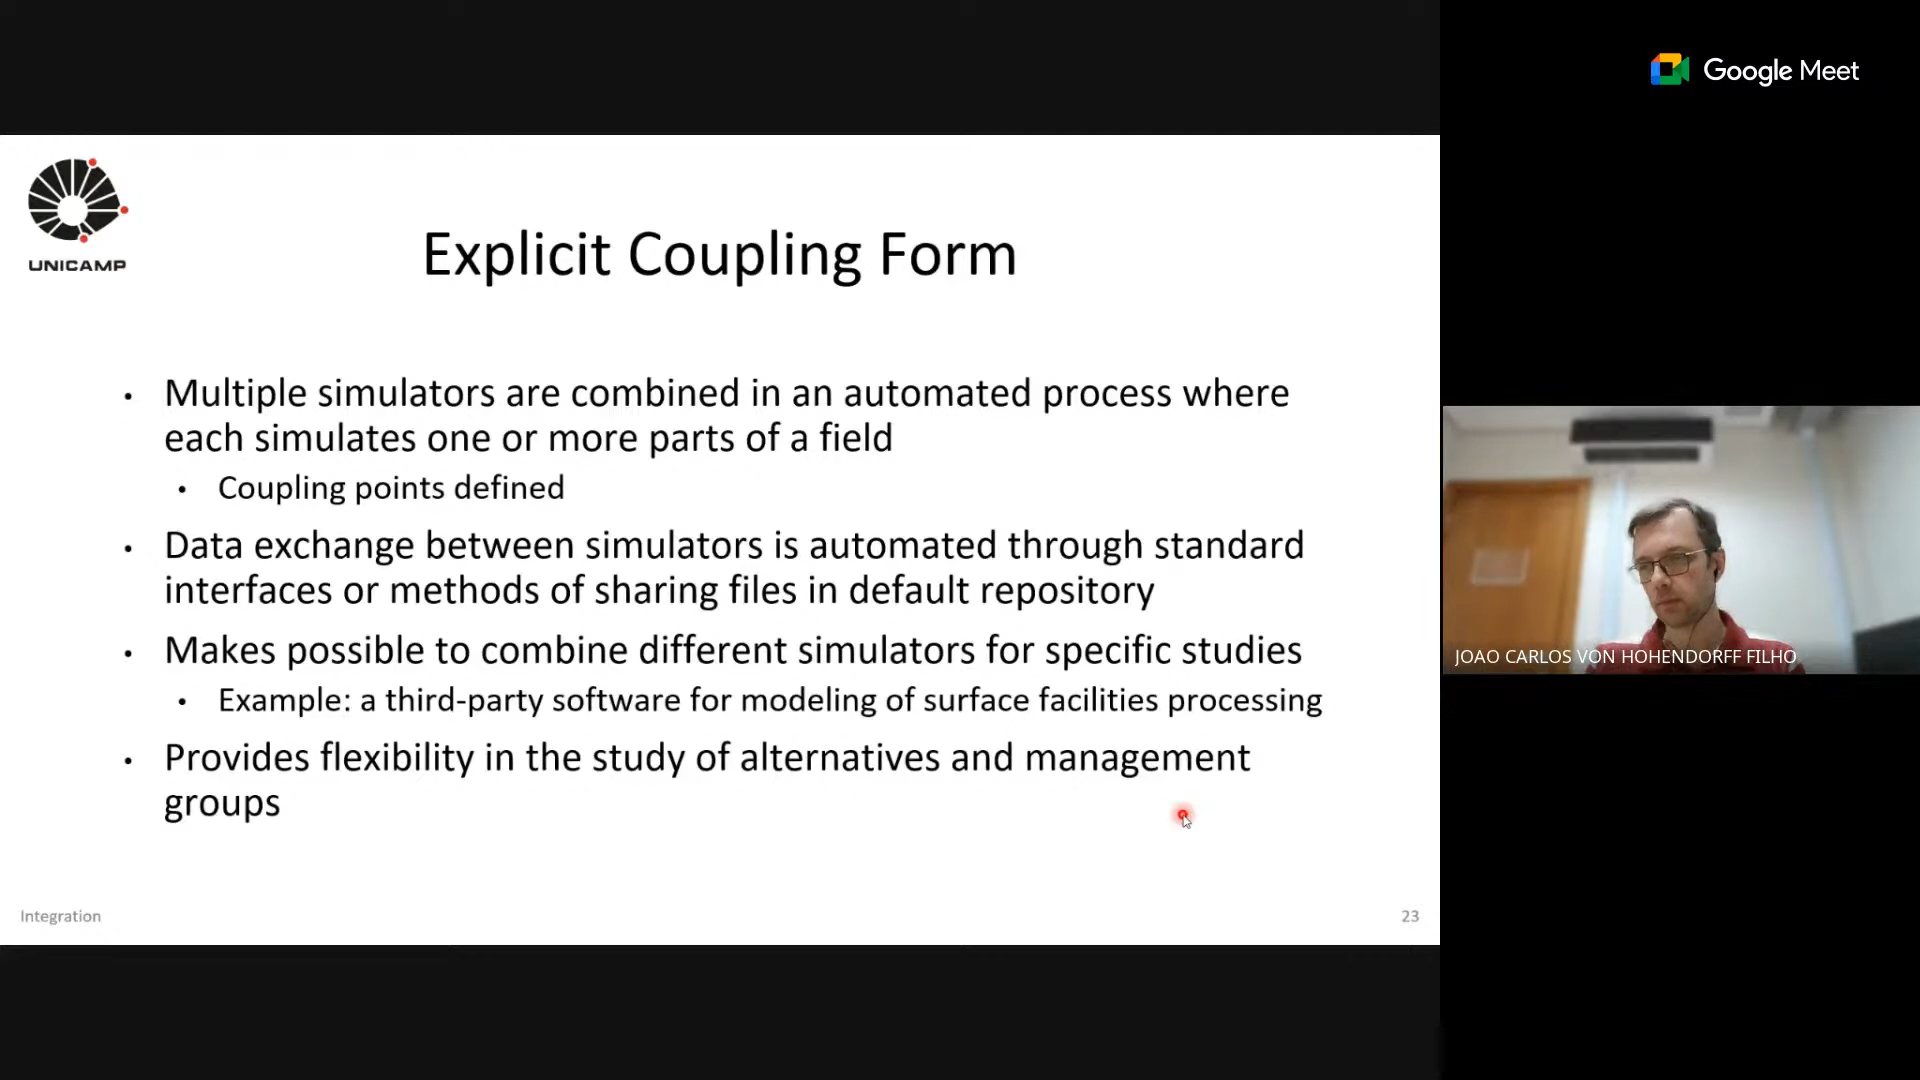 Google Meet
UNICAMP
Explicit Coupling Form
• Multiple simulators are combined in an automated process where
each simulates one or more parts of a field
• Coupling points defined
• Data exchange between simulators is automated through standard
interfaces or methods of sharing files in default repository
• Makes possible to combine different simulators for specific studies
• Example: a third-party software for modeling of surface facilities processing
• Provides flexibility in the study of alternatives and management
groups
JOAO CARLOS VON HOHENDORFF FILHO
Integration
23